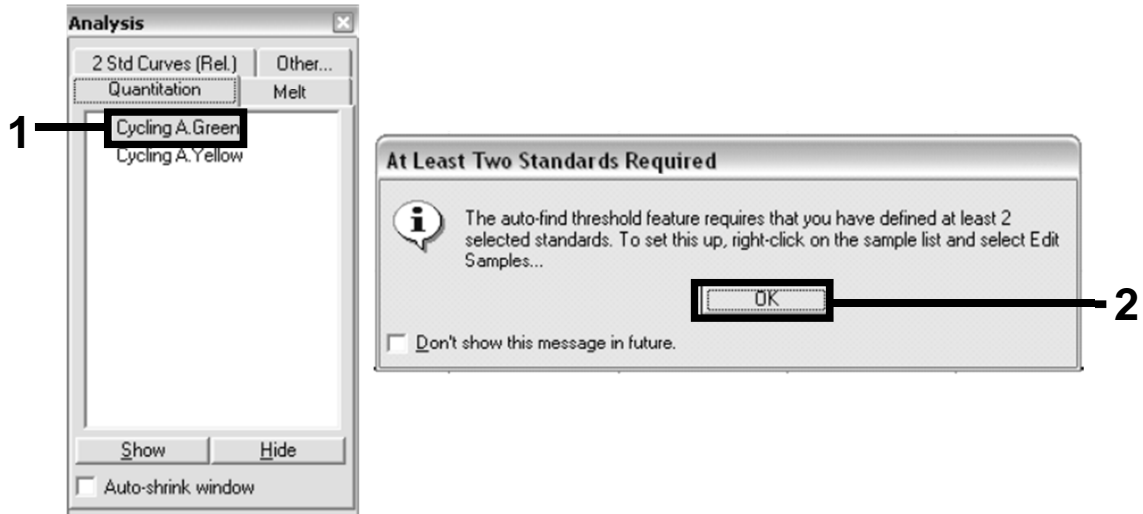 Analysis
2 Std Curves (Rel.) Other...
Quantitation Melt
1
Cycling A.Green
Cycling A.Yellow
Show Hide
Auto-shrink window
At Least Two Standards Required
The auto-find threshold feature requires that you have defined at least 2
selected standards. To set this up, right-click on the sample list and select Edit
Samples...
OK
2
Don't show this message in future.